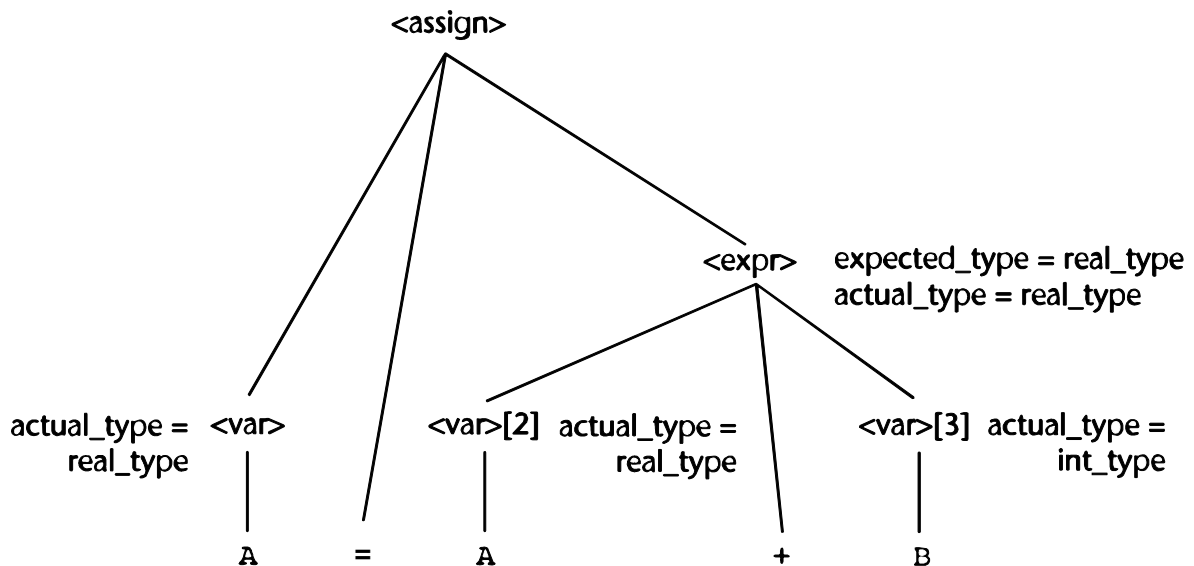 <assign>
<expr> expected_type = real_type
actual_type = real_type
actual_type = <var> <var>[2] actual_type = <var>[3] actual_type =
real_type real_type int_type
A = A + B